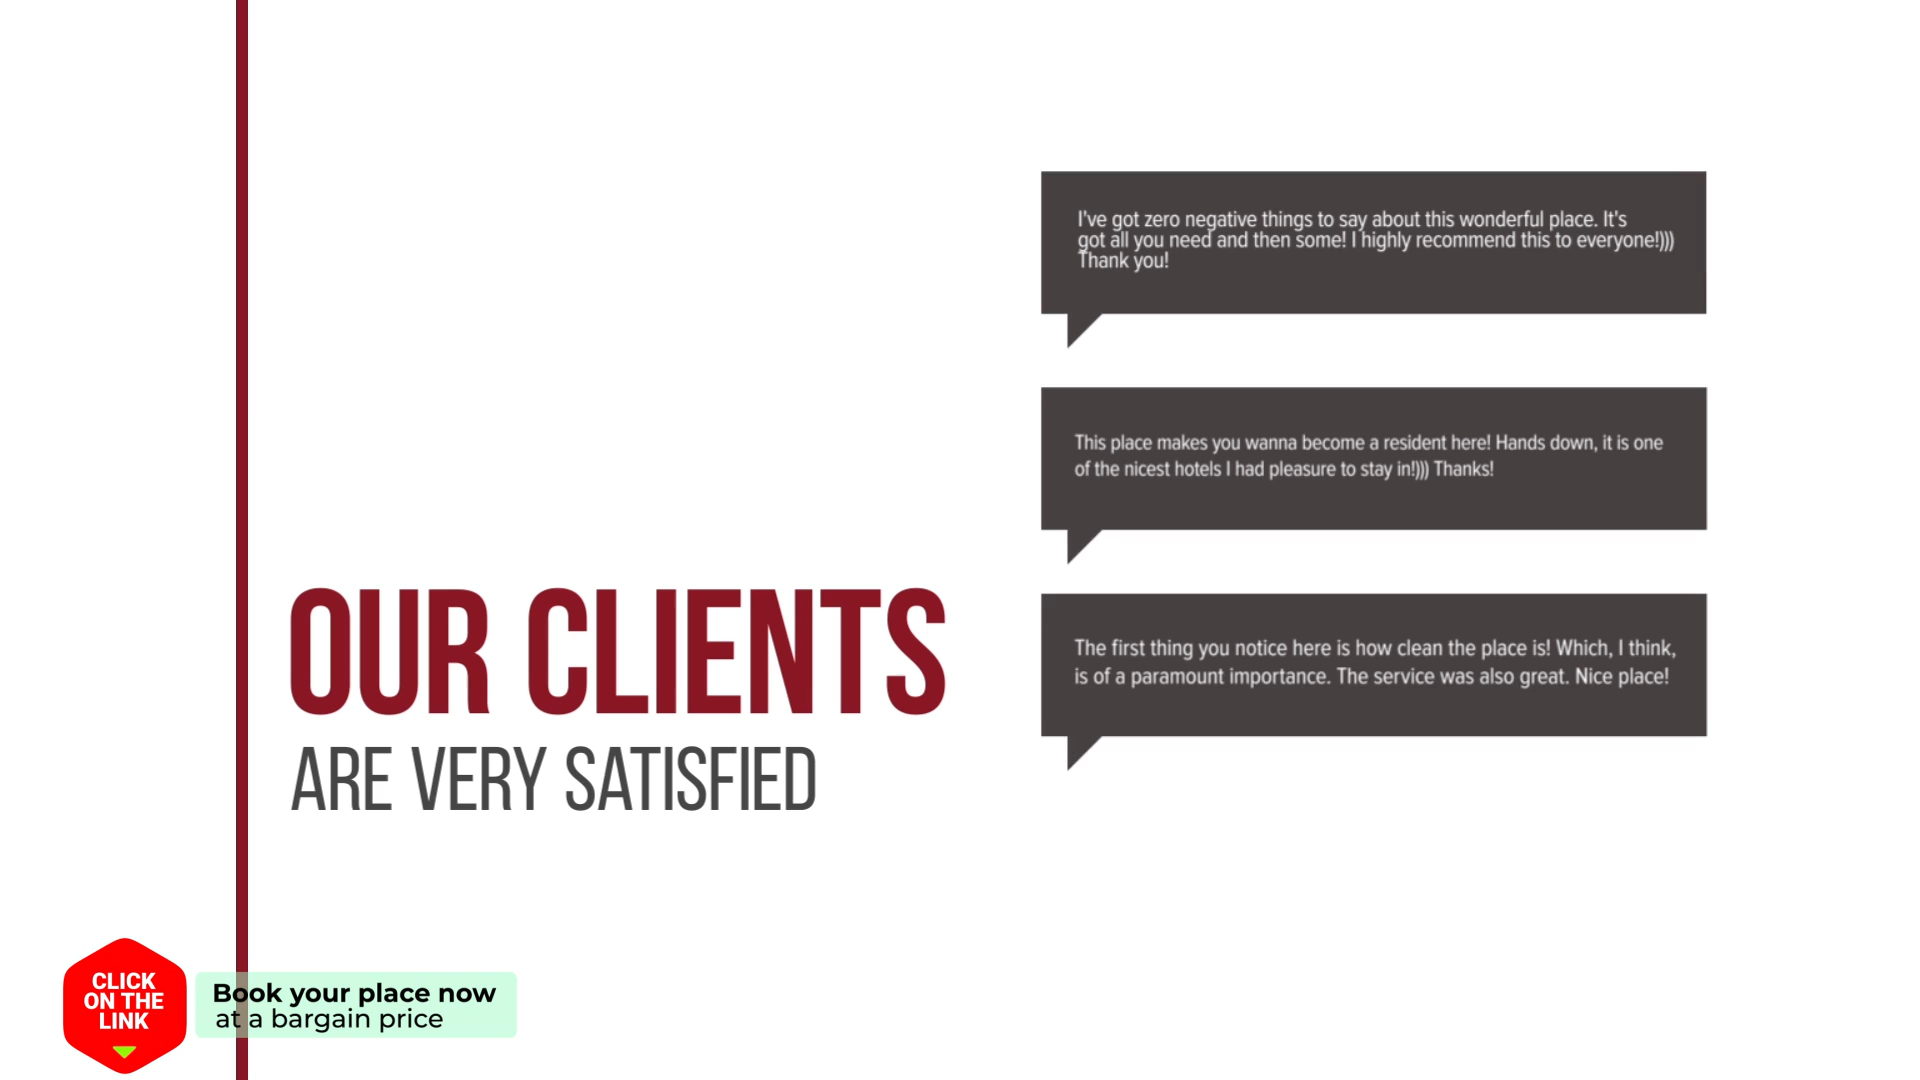 I've got zero negative things to say about this wonderful place. It's
got all you need and then some! I highly recommend this to everyone!)))
Thank you!
This place makes you wanna become a resident here! Hands down, it is one
of the nicest hotels I had pleasure to stay in!))) Thanks!
The first thing you notice here is how clean the place is! Which, I think,
is of a paramount importance. The service was also great. Nice place!
OUR CLIENTS
ARE VERY SATISFIED
CLICK
ON THE
LINK
Book your place now
at a bargain price